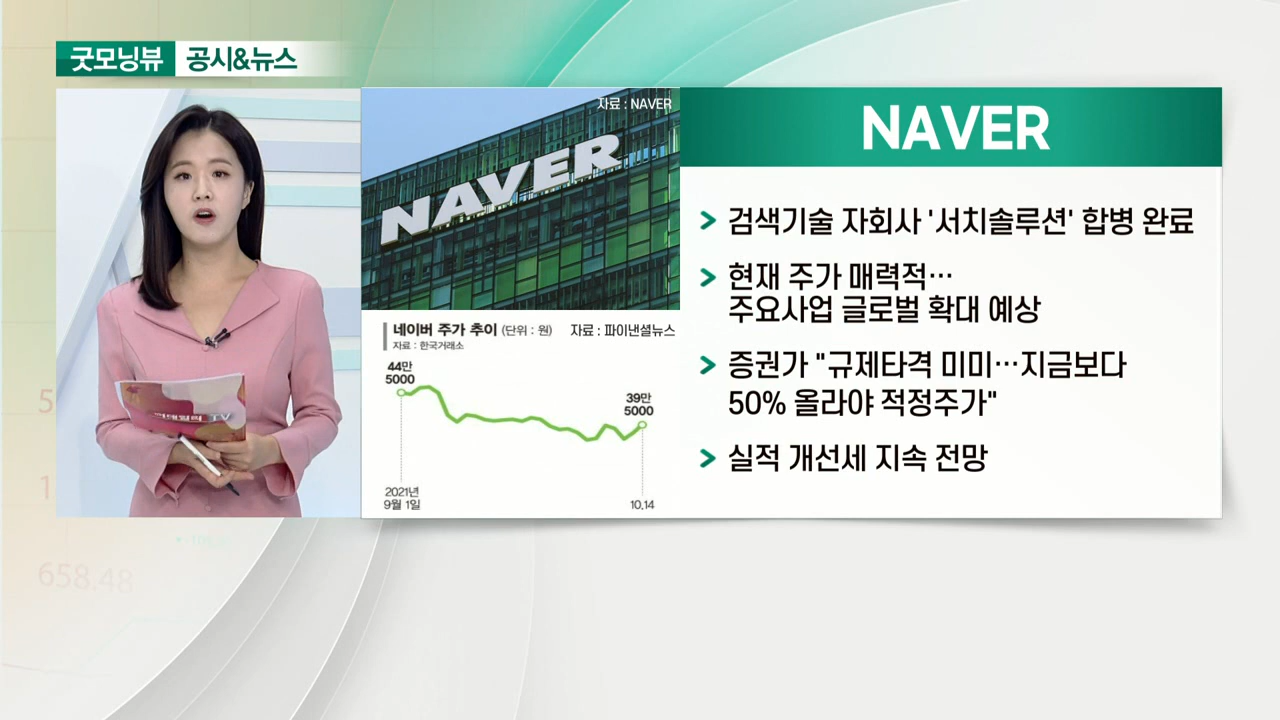 굿모닝뷰 공시&뉴스
자료 : NAVER
NAVER
NAVER
> 검색기술 자회사 '서치솔루션' 합병 완료
> 현재 주가 매력적…
주요사업 글로벌 확대 예상
> 증권가 "규제타격 미미…지금보다
50% 올라야 적정주가"
> 실적 개선세 지속 전망
네이버 주가 추이 (단위 : 원) 자료 : 파이낸셜뉴스
자료 : 한국거래소
44만
5000
39만
5000
2021년
9월 1일
10.14
TV
658.48